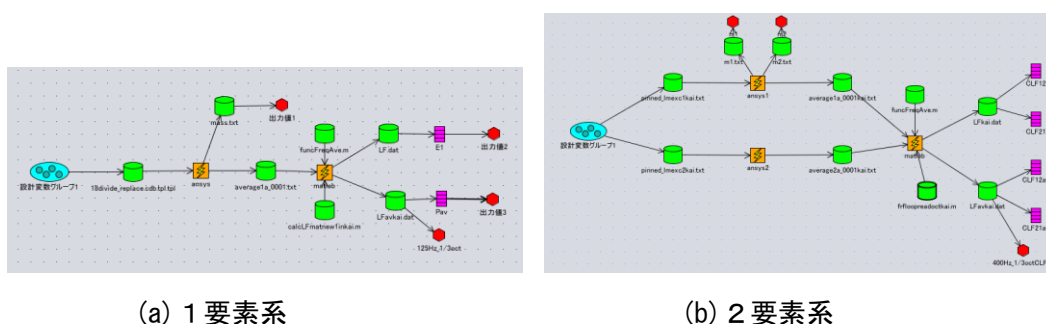 mass.txt
出力値1
funcFreqAve.m
LF.dat
E1
出力値2
設計変数グループ1
18divide_replace.cdb.tpl.tpl
ansys
average1a_0001.txt
matlab
calcLFmatnew1inkai.m
LFavkai.dat
Pav
出力値3
125Hz_1/3oct
(a) 1要素系
m1.txt
m2.txt
pinned_lmexc1kai.txt
ansys1
average1a_0001kai.txt
funcFreqAve.m
LFkai.dat
CLF12
CLF21
設計変数グループ1
matlab
pinned_lmexc2kai.txt
ansys2
average2a_0001kai.txt
frfloopreadoctkai.m
LFavkai.dat
CLF12a
CLF21a
400Hz_1/3octCLF
(b) 2要素系